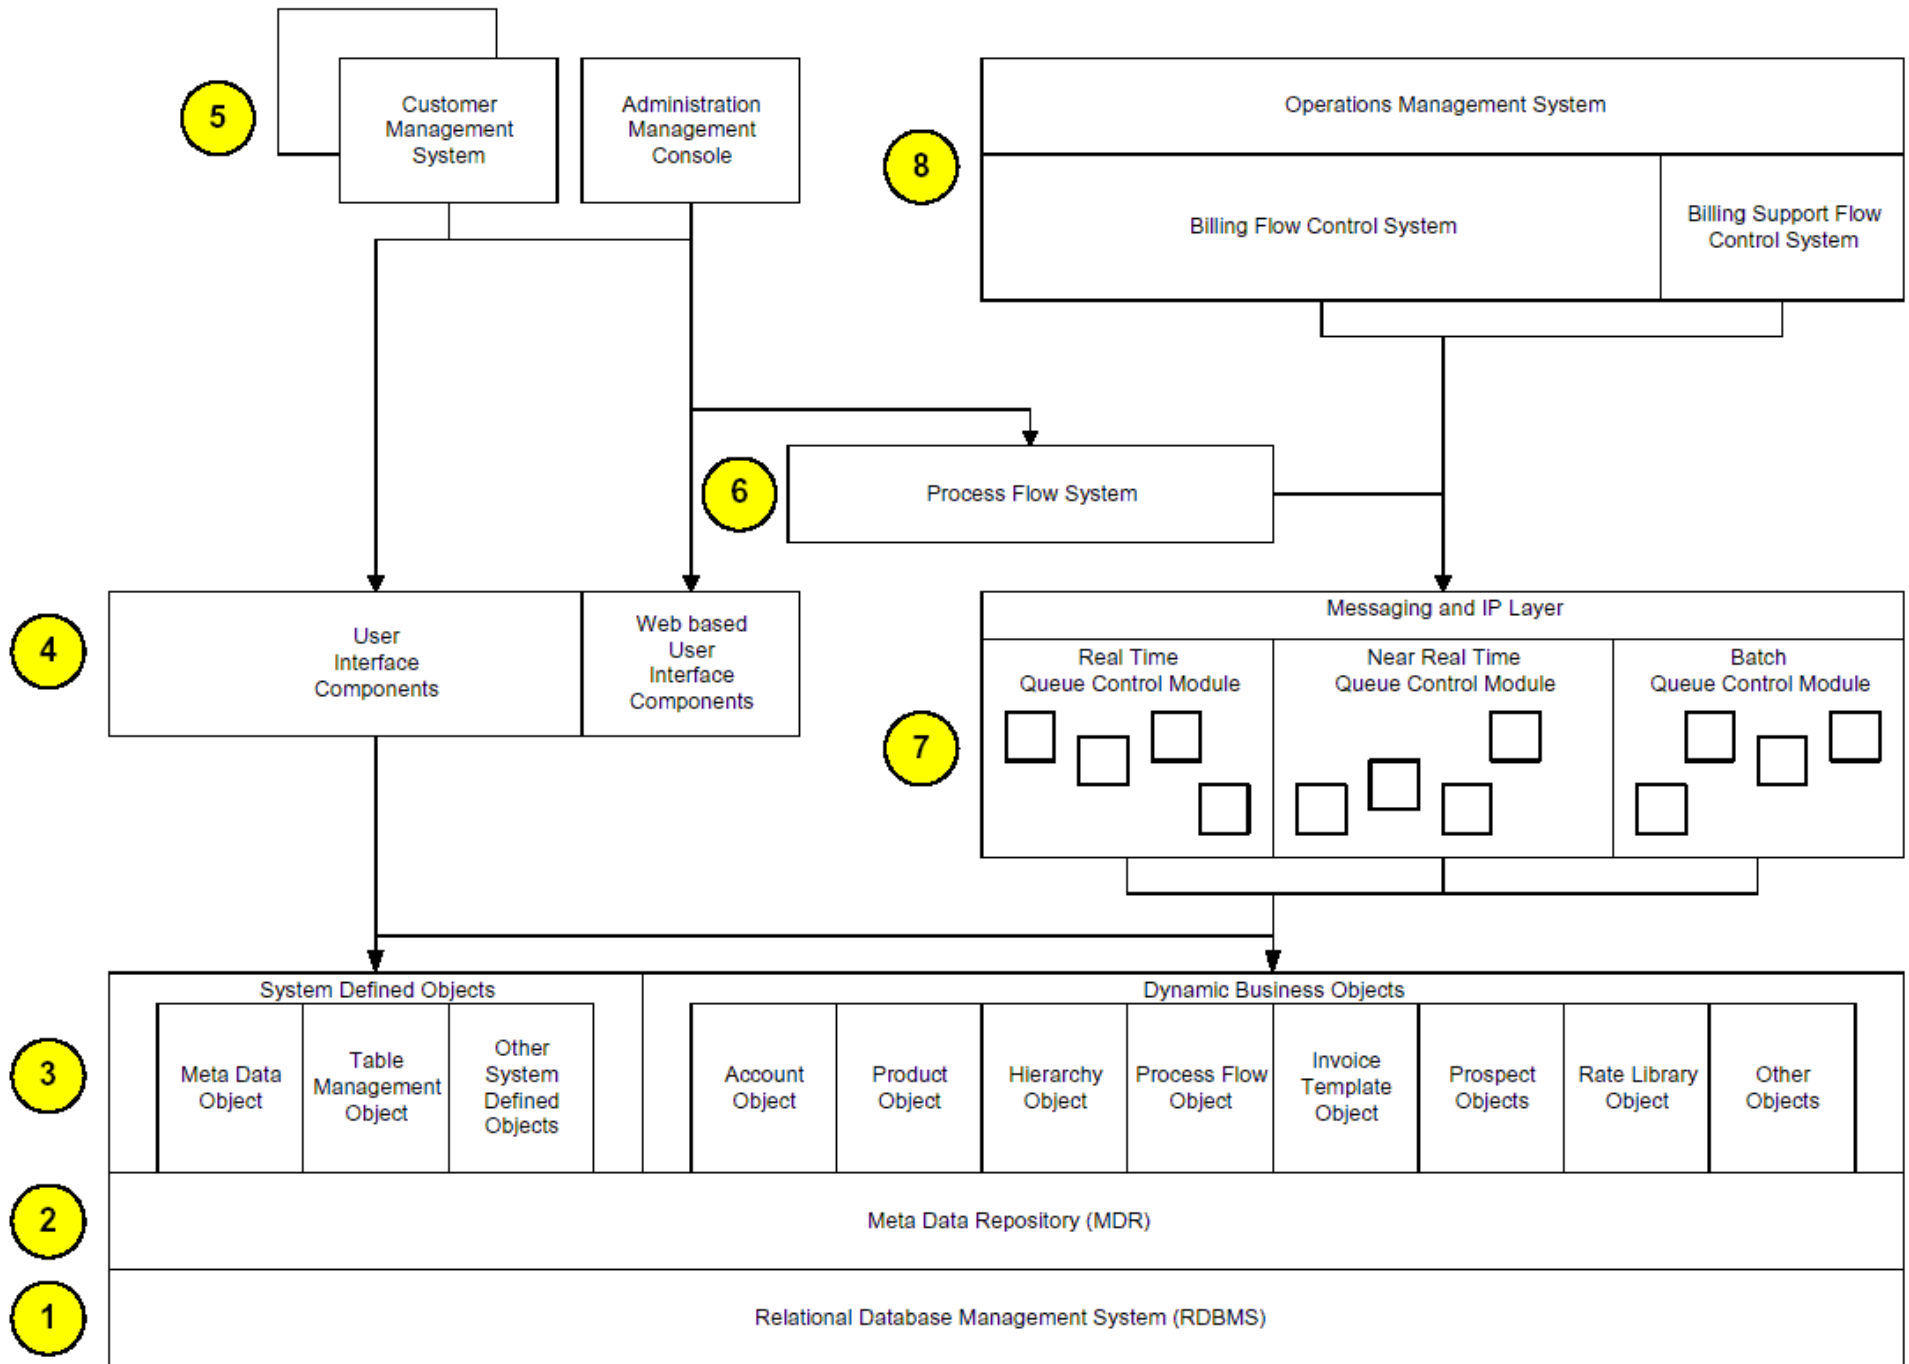 5
Customer
Management
System
Administration
Management
Console
8
Operations Management System
Billing Flow Control System
Billing Support Flow
Control System
6
Process Flow System
4
User
Interface
Components
Web based
User
Interface
Components
7
Messaging and IP Layer
Real Time
Queue Control Module
Near Real Time
Queue Control Module
Batch
Queue Control Module
3
System Defined Objects
Meta Data
Object
Table
Management
Object
Other
System
Defined
Objects
Dynamic Business Objects
Account
Object
Product
Object
Hierarchy
Object
Process Flow
Object
Invoice
Template
Object
Prospect
Objects
Rate Library
Object
Other
Objects
2
Meta Data Repository (MDR)
1
Relational Database Management System (RDBMS)